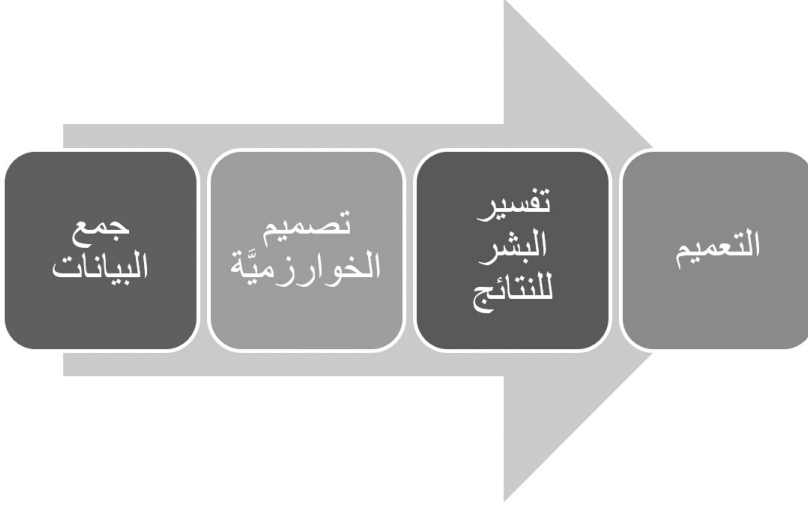 جمع
البيانات
تصميم
الخوارزميَّة
تفسير
البشر
للنتائج
التعميم